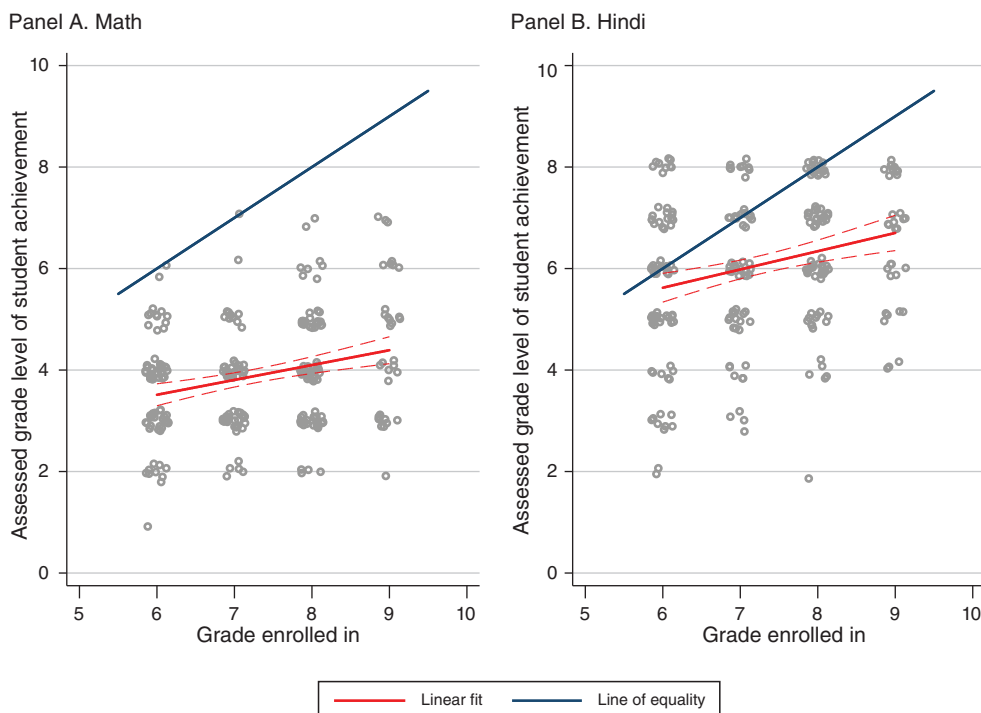 Panel A. Math
Assessed grade level of student achievement
10
8
6
4
2
0
5 6 7 8 9 10
Grade enrolled in
Panel B. Hindi
Assessed grade level of student achievement
10
8
6
4
2
0
5 6 7 8 9 10
Grade enrolled in
Linear fit Line of equality